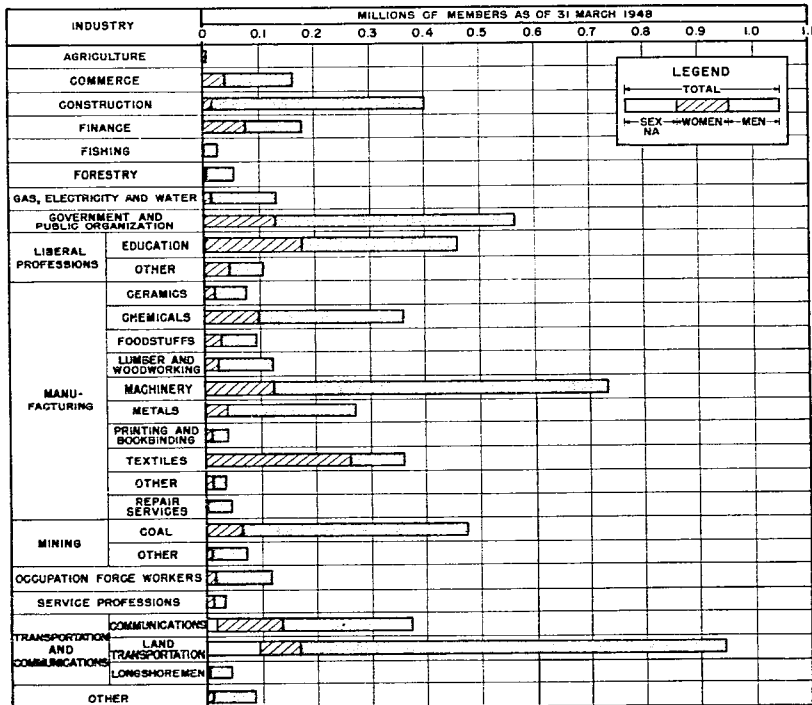 INDUSTRY
MILLIONS OF MEMBERS AS OF 31 MARCH 1948
0 0.1 0.2 0.3 0.4 0.5 0.6 0.7 0.8 0.9 1.0 1.1
AGRICULTURE
COMMERCE
CONSTRUCTION
FINANCE
FISHING
FORESTRY
GAS, ELECTRICITY AND WATER
GOVERNMENT AND
PUBLIC ORGANIZATION
LIBERAL
PROFESSIONS
EDUCATION
OTHER
MANU-
FACTURING
CERAMICS
CHEMICALS
FOODSTUFFS
LUMBER AND
WOODWORKING
MACHINERY
METALS
PRINTING AND
BOOKBINDING
TEXTILES
OTHER
REPAIR
SERVICES
MINING
COAL
OTHER
OCCUPATION FORCE WORKERS
SERVICE PROFESSIONS
TRANSPORTATION
AND
COMMUNICATIONS
COMMUNICATIONS
LAND
TRANSPORTATION
LONGSHOREMEN
OTHER
LEGEND
TOTAL
SEX
NA
WOMEN
MEN